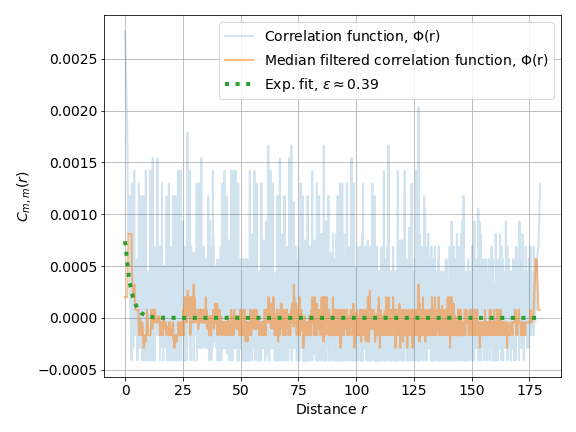 Correlation function, Φ(r)
Median filtered correlation function, Φ(r)
Exp. fit, ε ≈ 0.39
0.0025
0.0020
0.0015
0.0010
0.0005
0.0000
−0.0005
C_{m,m}(r)
0 25 50 75 100 125 150 175
Distance r